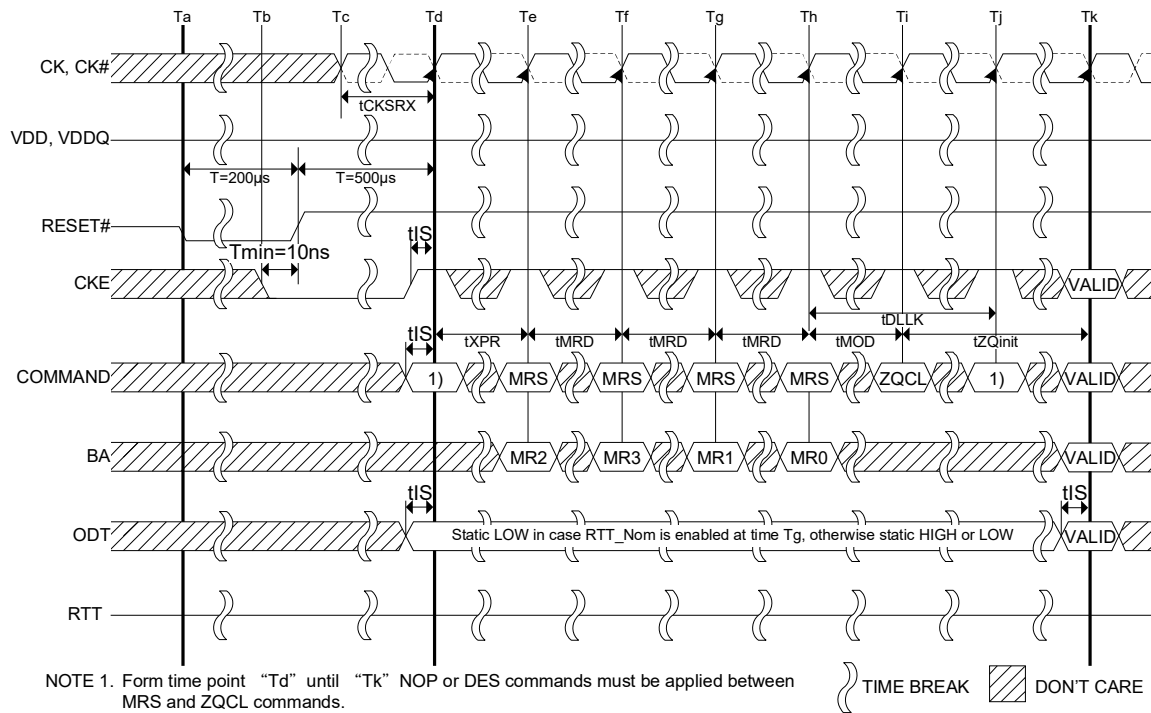 Ta Tb Tc Td Te Tf Tg Th Ti Tj Tk
CK, CK#
tCKSRX
VDD, VDDQ
T=200µs T=500µs
RESET#
Tmin=10ns tIS
CKE VALID
tDLLK
tIS tXPR tMRD tMRD tMRD tMOD tZQinit
COMMAND 1) MRS MRS MRS MRS ZQCL 1) VALID
BA MR2 MR3 MR1 MR0 VALID
tIS tIS
ODT Static LOW in case RTT_Nom is enabled at time Tg, otherwise static HIGH or LOW VALID
RTT
NOTE 1. Form time point “Td” until “Tk” NOP or DES commands must be applied between
MRS and ZQCL commands.
TIME BREAK DON'T CARE